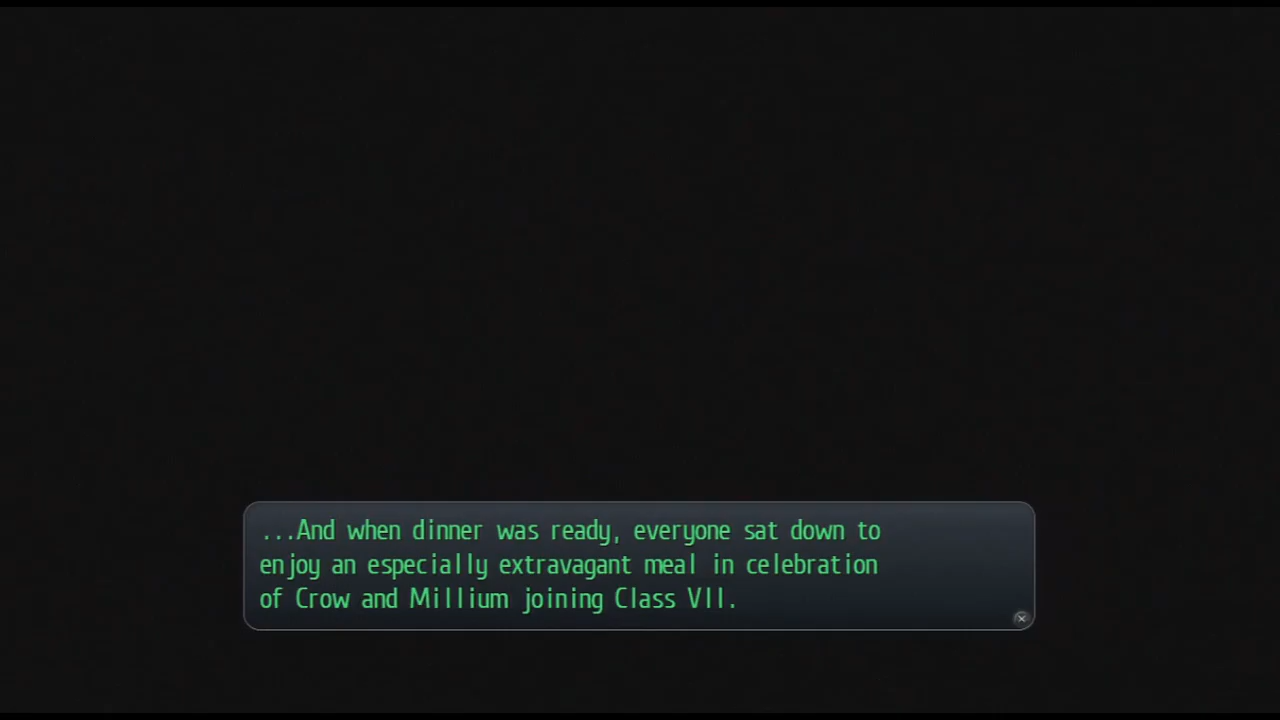 ...And when dinner was ready, everyone sat down to
enjoy an especially extravagant meal in celebration
of Crow and Millium joining Class VII.